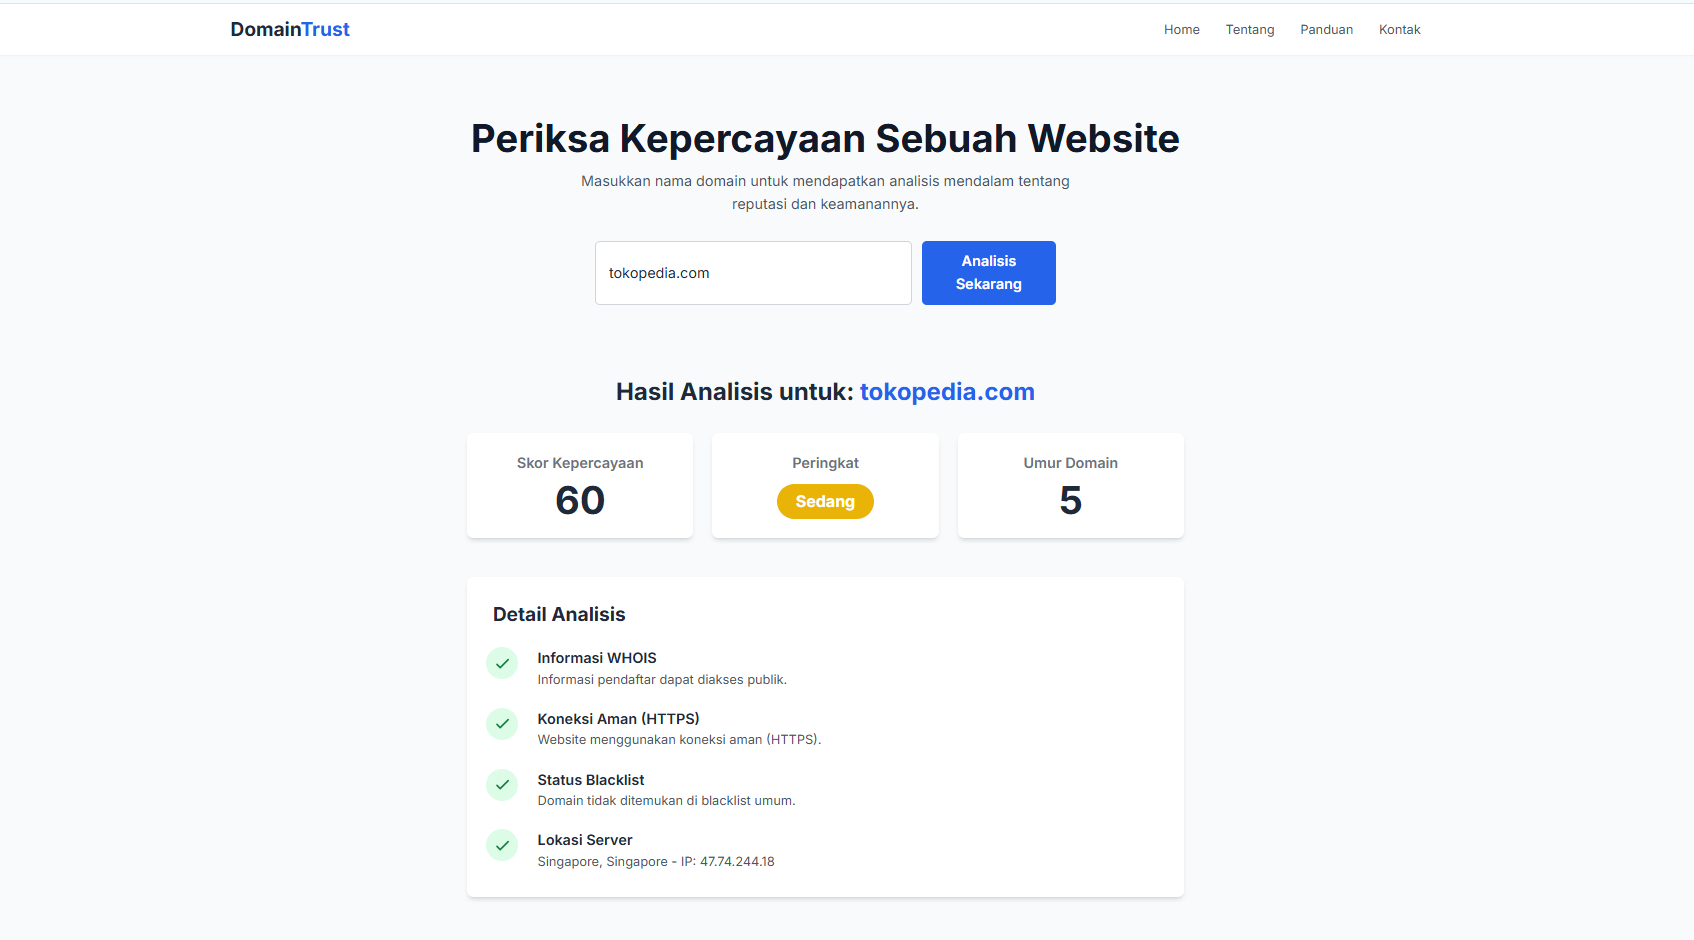 DomainTrust
Home Tentang Panduan Kontak
Periksa Kepercayaan Sebuah Website
Masukkan nama domain untuk mendapatkan analisis mendalam tentang
reputasi dan keamanannya.
tokopedia.com
Analisis
Sekarang
Hasil Analisis untuk: tokopedia.com
Skor Kepercayaan
60
Peringkat
Sedang
Umur Domain
5
Detail Analisis
Informasi WHOIS
Informasi pendaftar dapat diakses publik.
Koneksi Aman (HTTPS)
Website menggunakan koneksi aman (HTTPS).
Status Blacklist
Domain tidak ditemukan di blacklist umum.
Lokasi Server
Singapore, Singapore - IP: 47.74.244.18